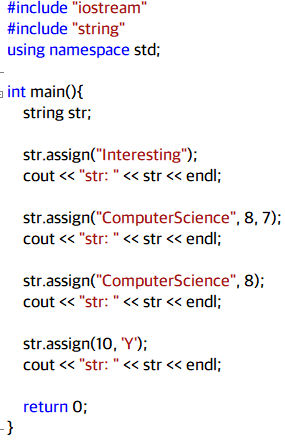 #include "iostream"
#include "string"
using namespace std;
int main(){
string str;
str.assign("Interesting");
cout << "str: " << str << endl;
str.assign("ComputerScience", 8, 7);
cout << "str: " << str << endl;
str.assign("ComputerScience", 8);
cout << "str: " << str << endl;
str.assign(10, 'Y');
cout << "str: " << str << endl;
return 0;
}